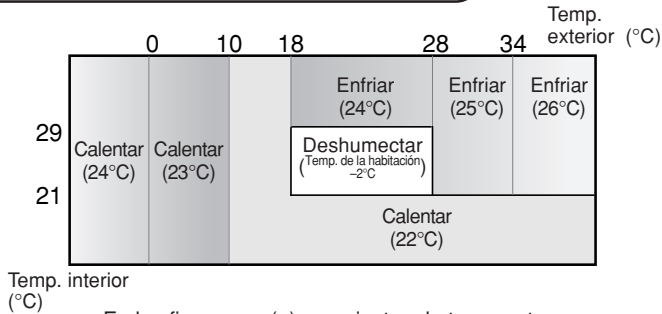 Temp.
exterior (°C)
0 10 18 28 34
Enfriar
(24°C)
Enfriar
(25°C)
Enfriar
(26°C)
29
21
Calentar
(24°C)
Calentar
(23°C)
Deshumectar
(Temp. de la habitación)
–2°C
Calentar
(22°C)
Temp. interior
(°C)